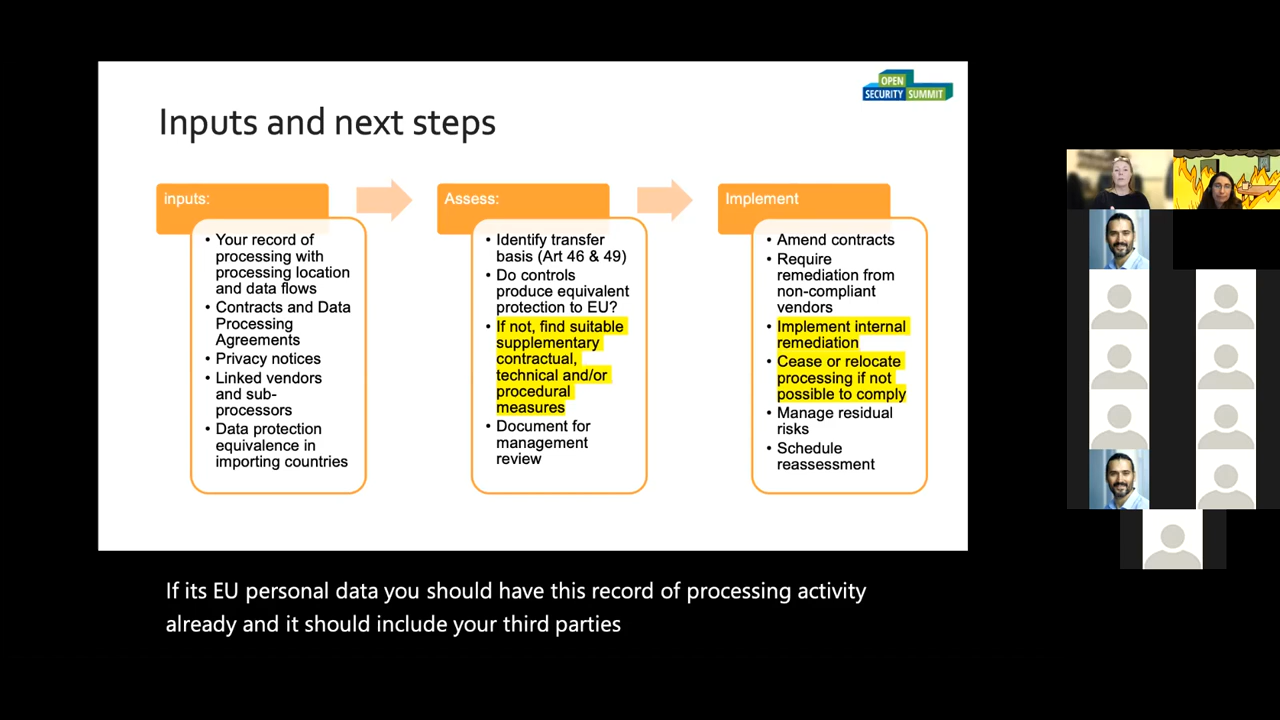 OPEN
SECURITY SUMMIT
Inputs and next steps
inputs:
• Your record of
processing with
processing location
and data flows
• Contracts and Data
Processing
Agreements
• Privacy notices
• Linked vendors
and sub-
processors
• Data protection
equivalence in
importing countries
Assess:
• Identify transfer
basis (Art 46 & 49)
• Do controls
produce equivalent
protection to EU?
• If not, find suitable
supplementary
contractual,
technical and/or
procedural
measures
• Document for
management
review
Implement
• Amend contracts
• Require
remediation from
non-compliant
vendors
• Implement internal
remediation
• Cease or relocate
processing if not
possible to comply
• Manage residual
risks
• Schedule
reassessment
If its EU personal data you should have this record of processing activity
already and it should include your third parties